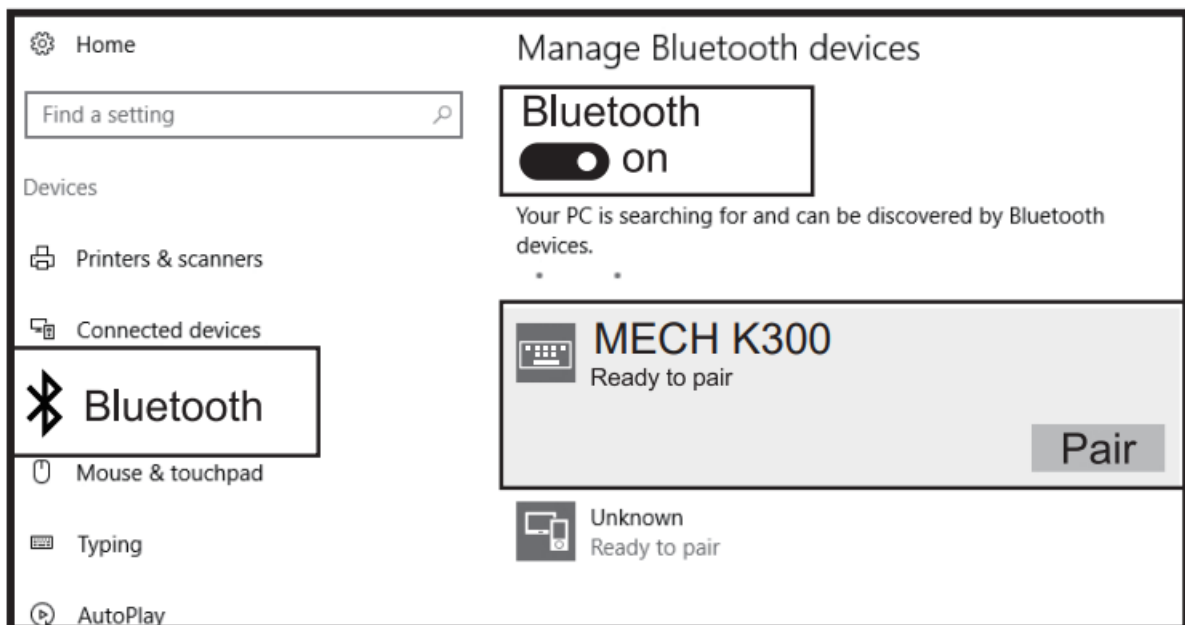 Home
Find a setting
Devices
Printers & scanners
Connected devices
Bluetooth
Mouse & touchpad
Typing
AutoPlay
Manage Bluetooth devices
Bluetooth
on
Your PC is searching for and can be discovered by Bluetooth
devices.
MECH K300
Ready to pair
Pair
Unknown
Ready to pair